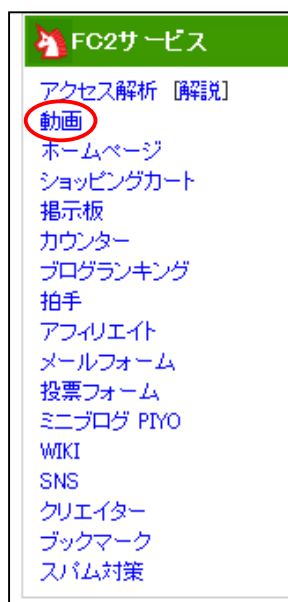 FC2サービス
アクセス解析 [解説]
動画
ホームページ
ショッピングカート
掲示板
カウンター
ブログランキング
拍手
アフィリエイト
メールフォーム
投票フォーム
ミニブログ PIYO
WIKI
SNS
クリエイター
ブックマーク
スパム対策